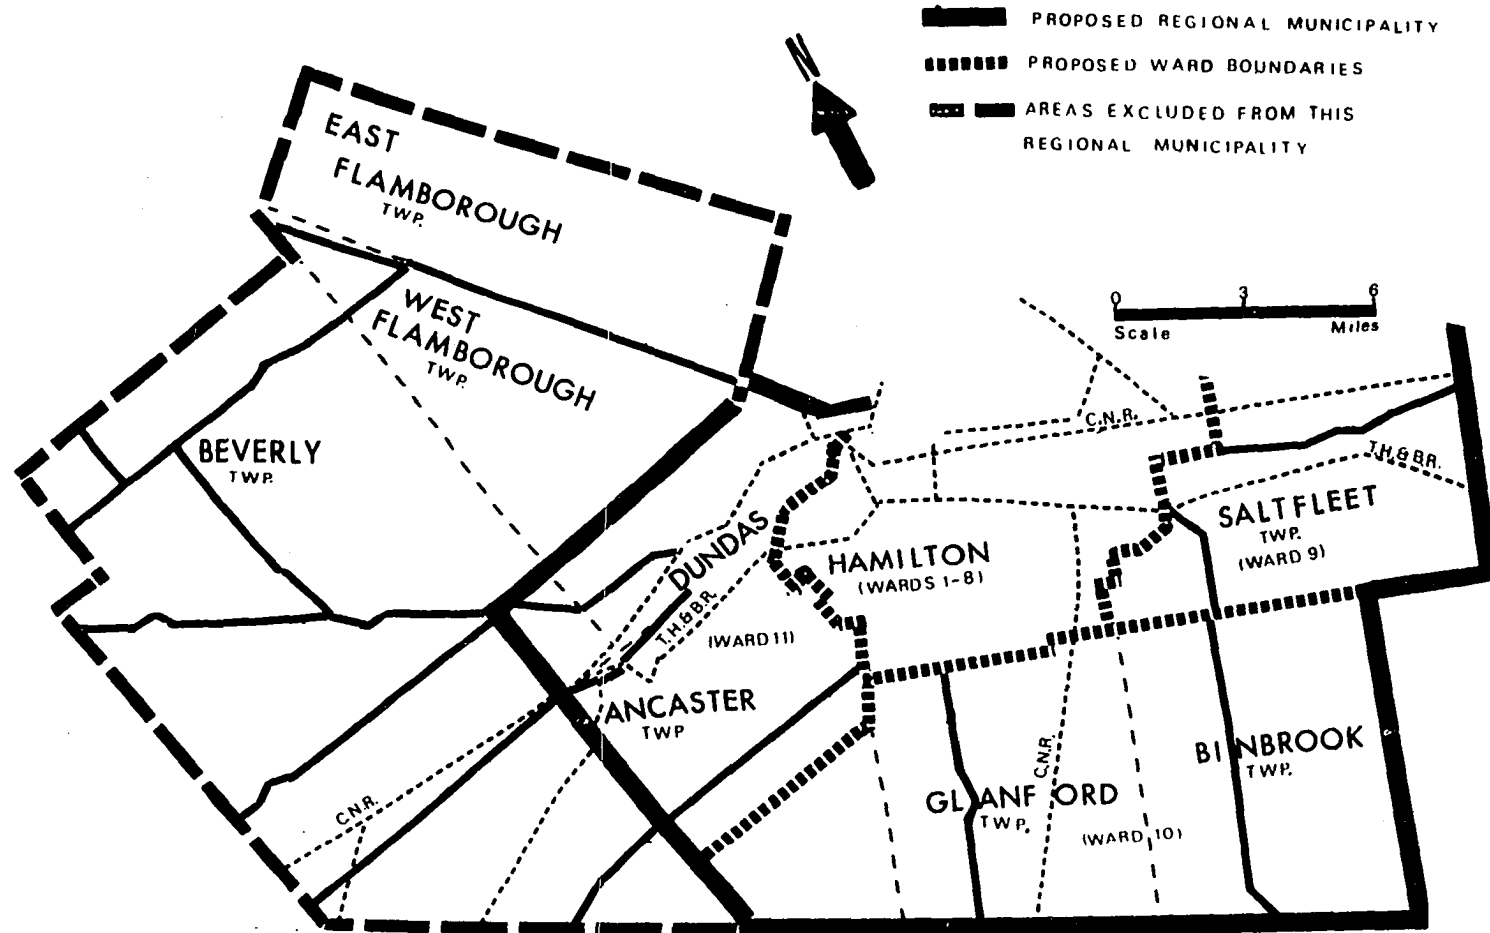 PROPOSED REGIONAL MUNICIPALITY
PROPOSED WARD BOUNDARIES
AREAS EXCLUDED FROM THIS
REGIONAL MUNICIPALITY
N
EAST
FLAMBOROUGH
TWP.
WEST
FLAMBOROUGH
TWP.
0 3 6
Scale Miles
BEVERLY
TWP.
C.N.R.
T.H.&B.R.
SALTFLEET
TWP.
(WARD 9)
DUNDAS
HAMILTON
(WARDS 1-8)
T.H.&B.R.
(WARD 11)
ANCASTER
TWP
C.N.R.
BINBROOK
TWP.
C.N.R.
GLANFORD
TWP.
(WARD 10)